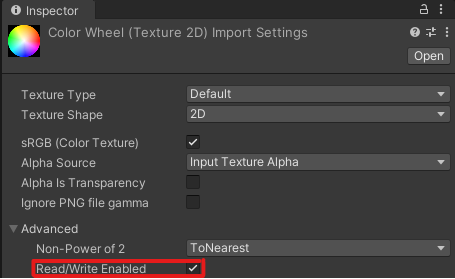 Inspector
Color Wheel (Texture 2D) Import Settings
Open
Texture Type Default
Texture Shape 2D
sRGB (Color Texture)
Alpha Source Input Texture Alpha
Alpha Is Transparency
Ignore PNG file gamma
Advanced
Non-Power of 2 ToNearest
Read/Write Enabled